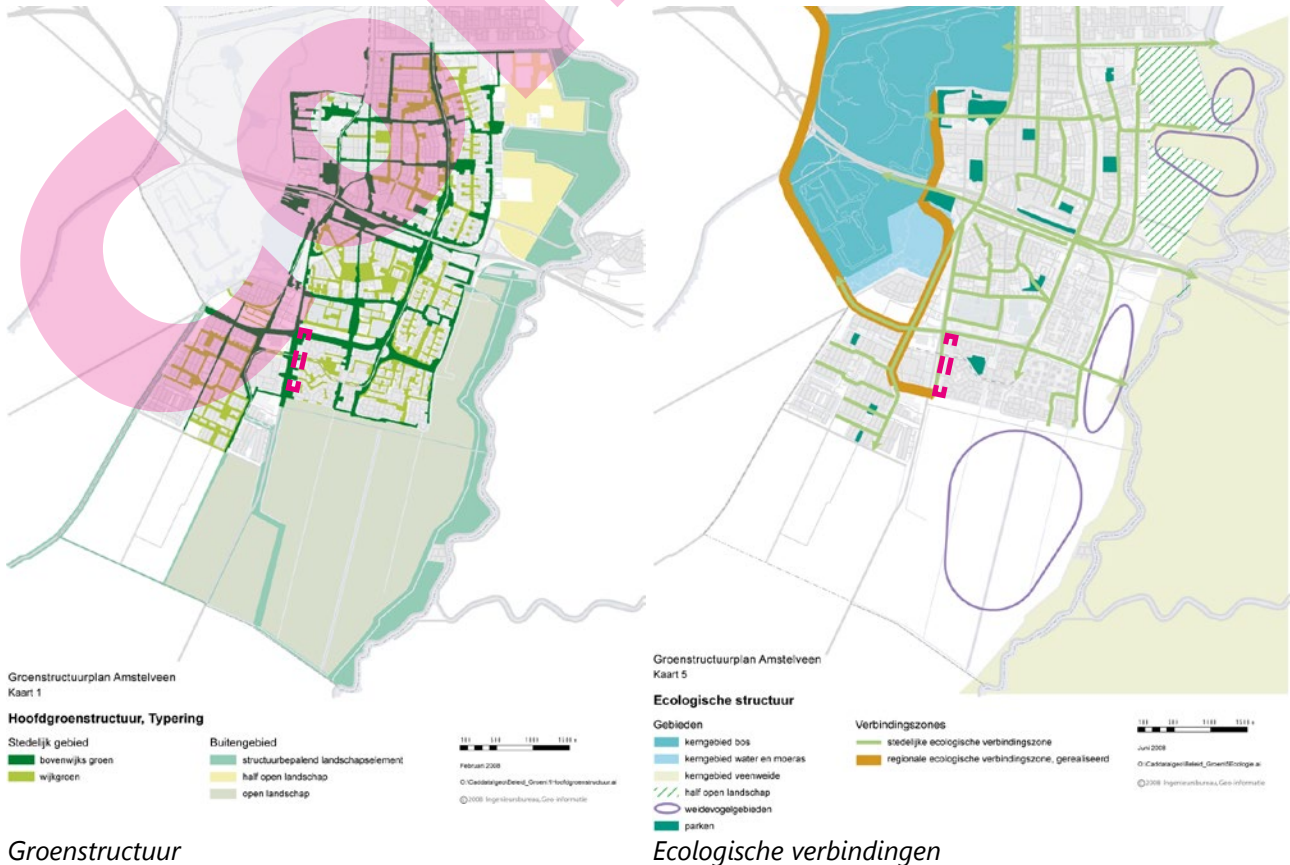 Groenstructuurplan Amstelveen
Kaart 1
Hoofdgroenstructuur, Typering
Stedelijk gebied
bovenwijks groen
wijkgroen
Buitengebied
structuurbepalend landschapselement
half open landschap
open landschap
Februari 2008
©2008 Ingenieursbureau, Geo-informatie
Groenstructuur
Groenstructuurplan Amstelveen
Kaart 5
Ecologische structuur
Gebieden
kerngebied bos
kerngebied water en moeras
kerngebied veenweide
half open landschap
weidevogelgebieden
parken
Verbindingszones
stedelijke ecologische verbindingszone
regionale ecologische verbindingszone, gerealiseerd
Juni 2008
©2008 Ingenieursbureau, Geo-informatie
Ecologische verbindingen